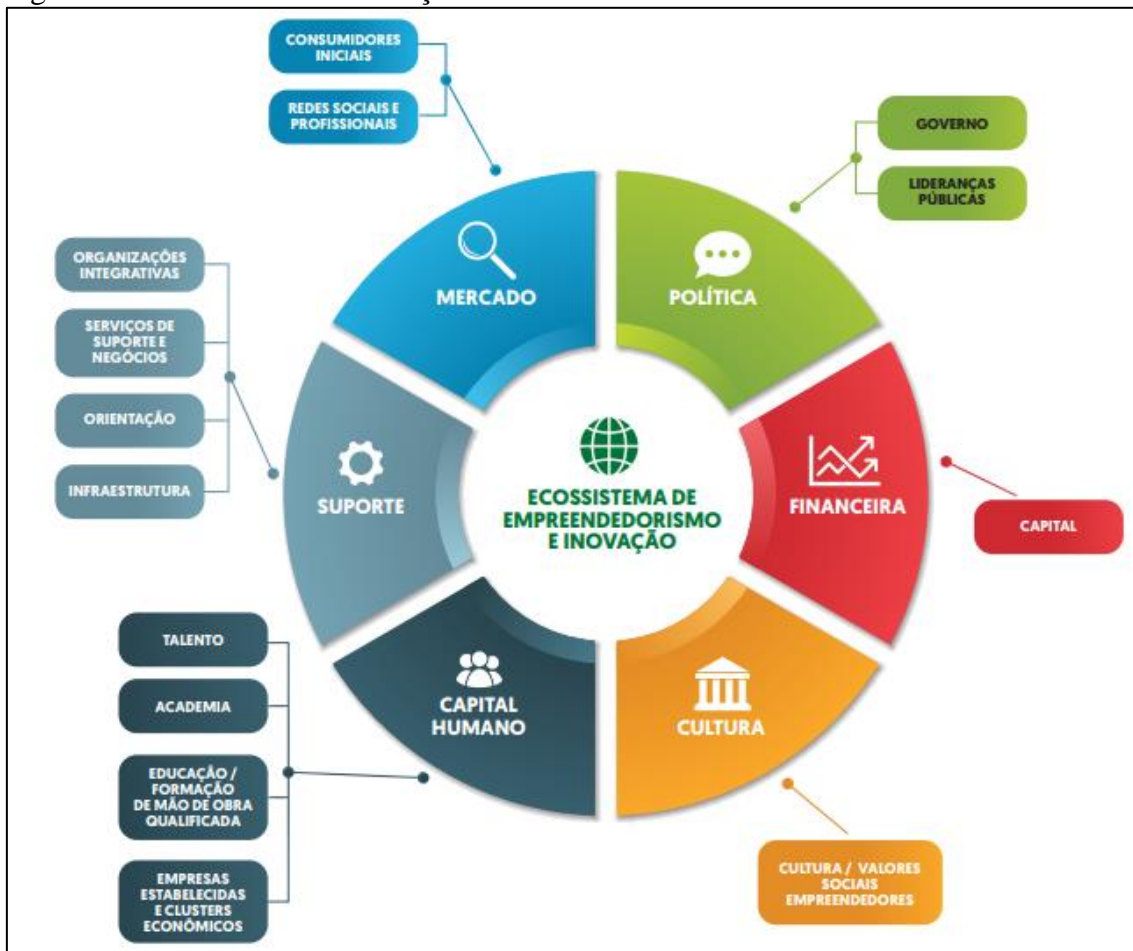 CONSUMIDORES
INICIAIS
REDES SOCIAIS E
PROFISSIONAIS
GOVERNO
LIDERANÇAS
PÚBLICAS
MERCADO
POLÍTICA
ORGANIZAÇÕES
INTEGRATIVAS
SERVIÇOS DE
SUPORTE E
NEGÓCIOS
ORIENTAÇÃO
INFRAESTRUTURA
SUPORTE
ECOSSISTEMA DE
EMPREENDEDORISMO
E INOVAÇÃO
FINANCEIRA
CAPITAL
TALENTO
ACADEMIA
EDUCAÇÃO /
FORMAÇÃO
DE MÃO DE OBRA
QUALIFICADA
EMPRESAS
ESTABELECIDAS
E CLUSTERS
ECONÔMICOS
CAPITAL
HUMANO
CULTURA
CULTURA / VALORES
SOCIAIS
EMPREENDEDORES